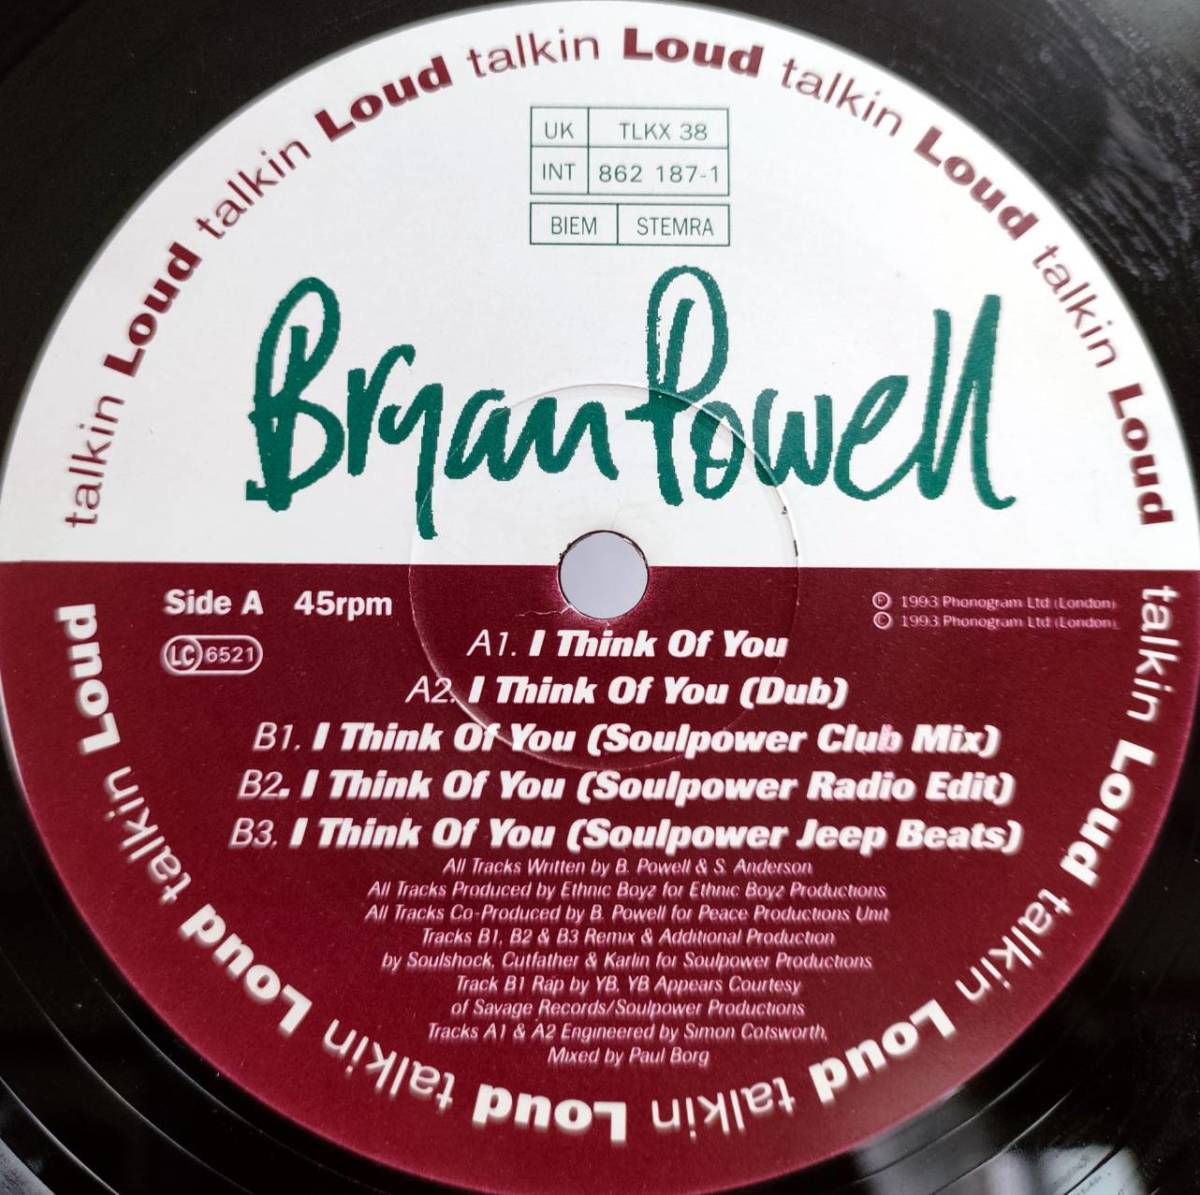 talkin Loud talkin Loud talkin Loud talkin Loud talkin Loud
UK TLKX 38
INT 862 187-1
BIEM STEMRA
Bryan Powell
Side A 45rpm
LC 6521
Ⓟ 1993 Phonogram Ltd (London)
© 1993 Phonogram Ltd (London)
A1. I Think Of You
A2. I Think Of You (Dub)
B1. I Think Of You (Soulpower Club Mix)
B2. I Think Of You (Soulpower Radio Edit)
B3. I Think Of You (Soulpower Jeep Beats)
All Tracks Written by B. Powell & S. Anderson
All Tracks Produced by Ethnic Boyz for Ethnic Boyz Productions
All Tracks Co-Produced by B. Powell for Peace Productions Unit
Tracks B1, B2 & B3 Remix & Additional Production
by Soulshock, Cutfather & Karlin for Soulpower Productions
Track B1 Rap by YB, YB Appears Courtesy
of Savage Records/Soulpower Productions
Tracks A1 & A2 Engineered by Simon Cotsworth,
Mixed by Paul Borg
talkin Loud talkin Loud talkin Loud talkin Loud talkin Loud talkin Loud